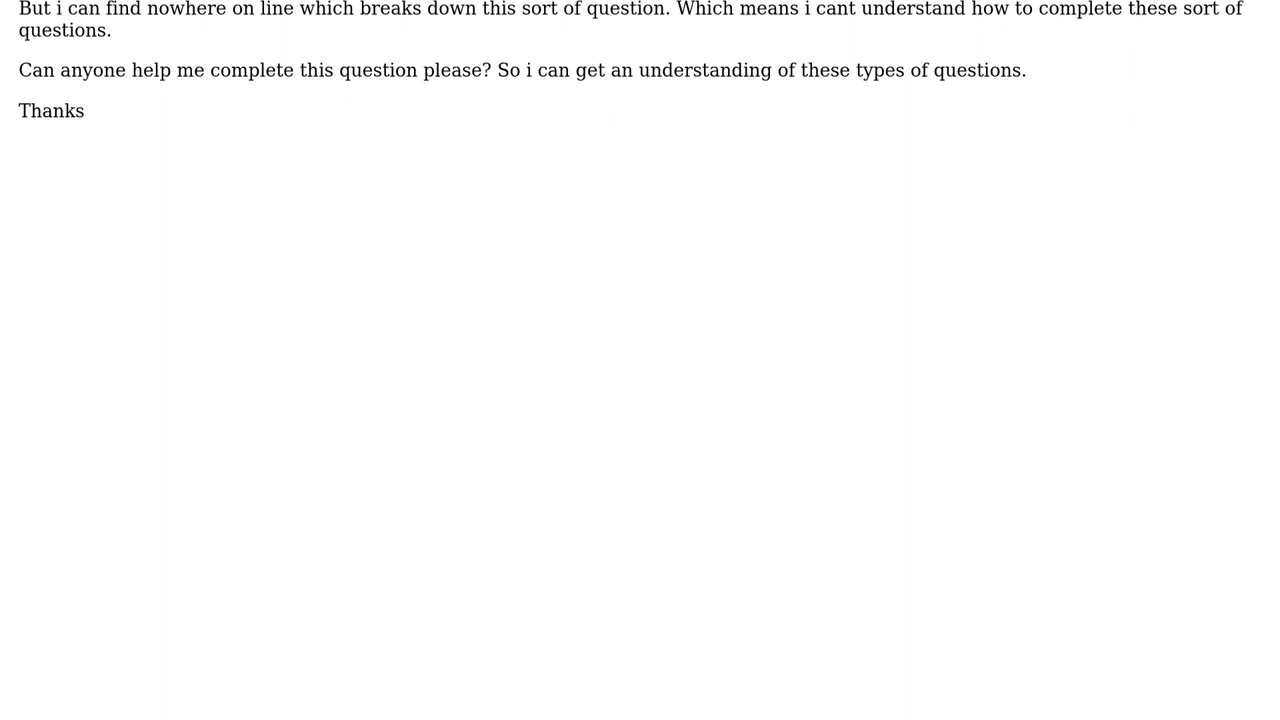 But i can find nowhere on line which breaks down this sort of question. Which means i cant understand how to complete these sort of
questions.
Can anyone help me complete this question please? So i can get an understanding of these types of questions.
Thanks